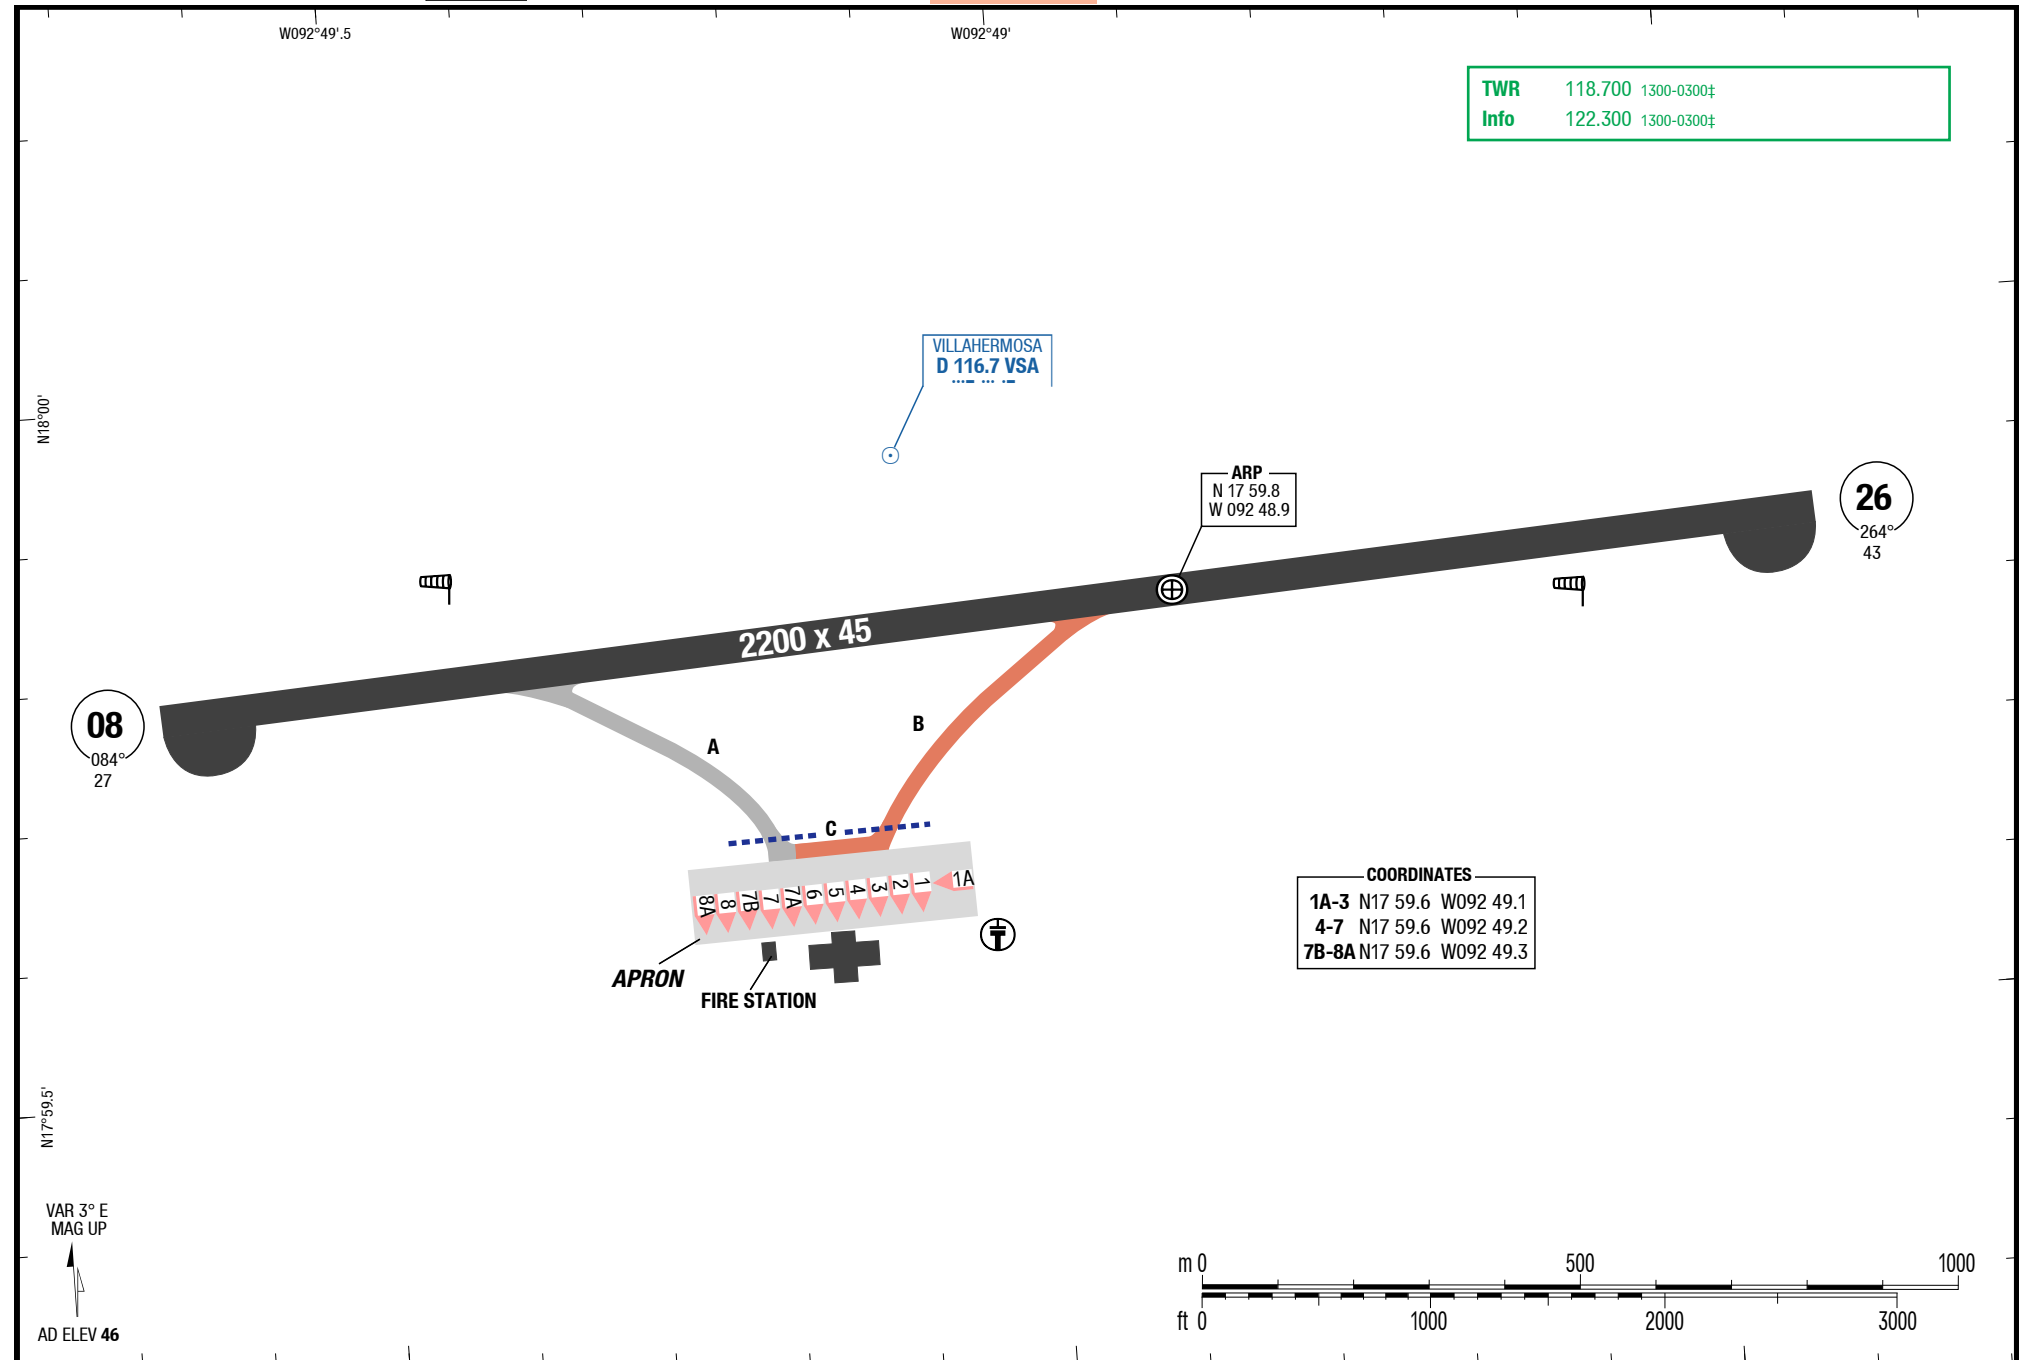 W092°49'.5
W092°49'
TWR 118.700 1300-0300‡
Info 122.300 1300-0300‡
VILLAHERMOSA
D 116.7 VSA
N18°00'
ARP
N 17 59.8
W 092 48.9
26
264°
43
2200 x 45
08
084°
27
A
B
C
8A 8 7B 7 7A 6 5 4 3 2 1 1A
APRON
FIRE STATION
T
COORDINATES
1A-3 N17 59.6 W092 49.1
4-7 N17 59.6 W092 49.2
7B-8A N17 59.6 W092 49.3
N17°59.5'
VAR 3° E
MAG UP
AD ELEV 46
m 0 500 1000
ft 0 1000 2000 3000